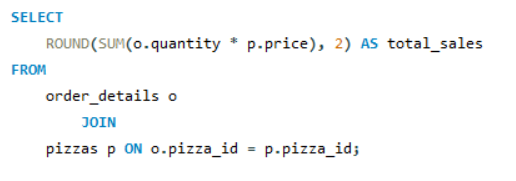 SELECT
ROUND(SUM(o.quantity * p.price), 2) AS total_sales
FROM
order_details o
JOIN
pizzas p ON o.pizza_id = p.pizza_id;